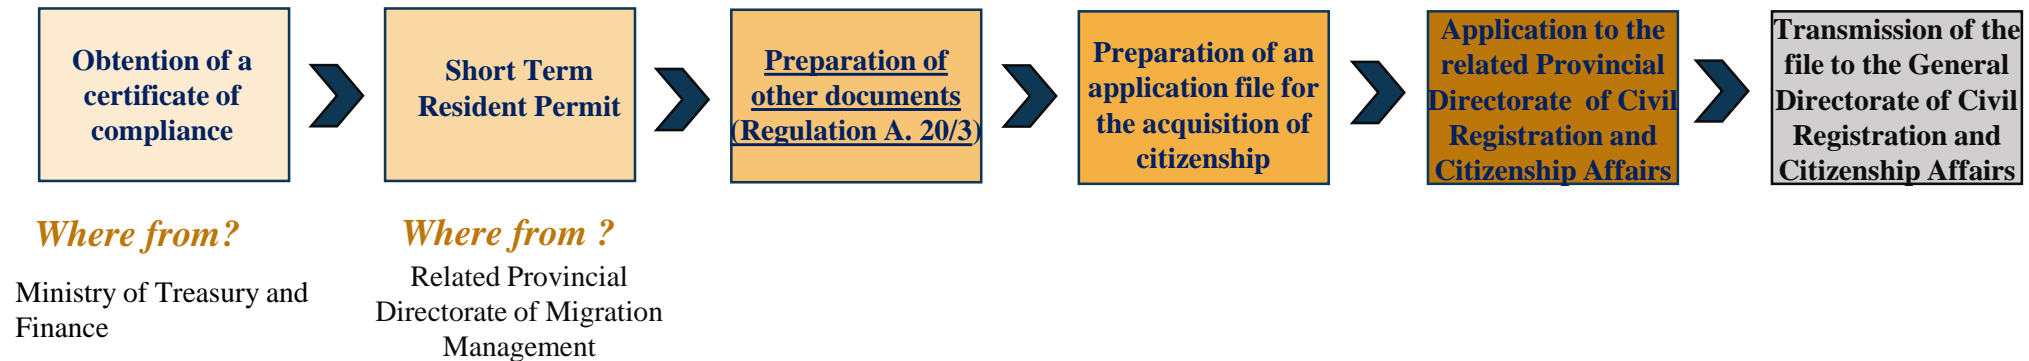 Obtention of a
certificate of
compliance
Short Term
Resident Permit
Preparation of
other documents
(Regulation A. 20/3)
Preparation of an
application file for
the acquisition of
citizenship
Application to the
related Provincial
Directorate of Civil
Registration and
Citizenship Affairs
Transmission of the
file to the General
Directorate of Civil
Registration and
Citizenship Affairs
Where from?
Ministry of Treasury and
Finance
Where from ?
Related Provincial
Directorate of Migration
Management